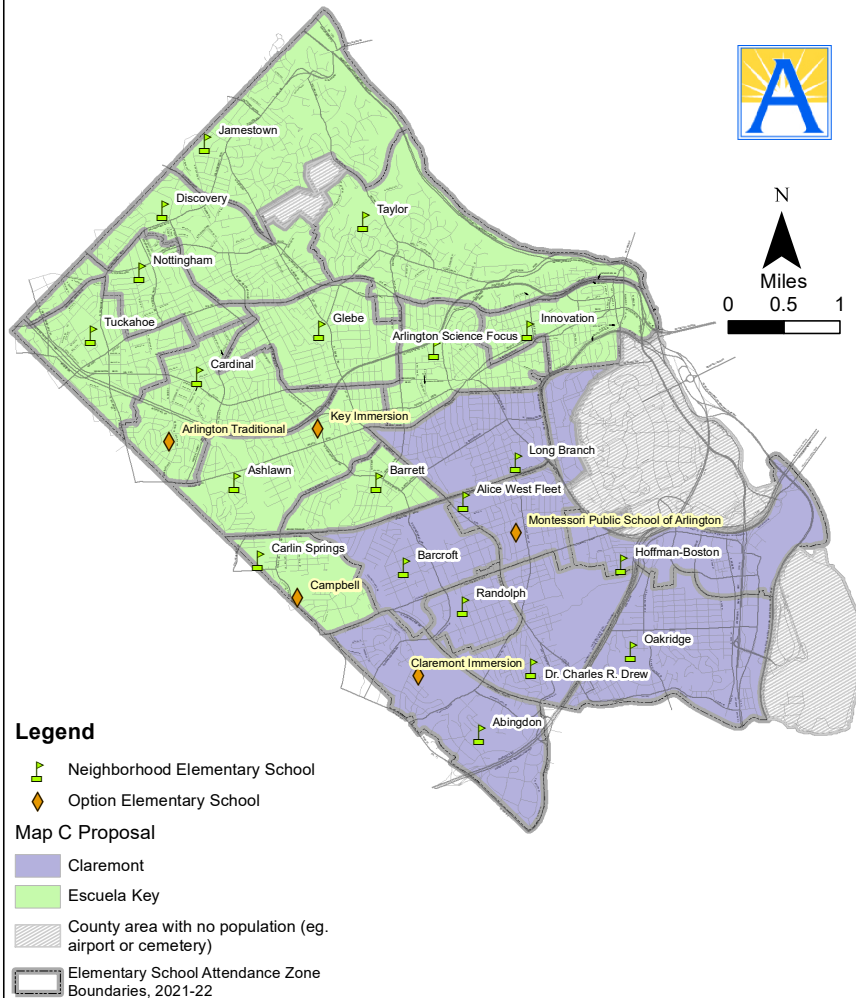 Jamestown
Discovery
Taylor
Nottingham
Tuckahoe
Glebe
Innovation
Arlington Science Focus
Cardinal
Key Immersion
Arlington Traditional
Long Branch
Ashlawn
Barrett
Alice West Fleet
Montessori Public School of Arlington
Carlin Springs
Barcroft
Hoffman-Boston
Campbell
Randolph
Oakridge
Claremont Immersion
Dr. Charles R. Drew
Abingdon
A
N
Miles
0 0.5 1
Legend
Neighborhood Elementary School
Option Elementary School
Map C Proposal
Claremont
Escuela Key
County area with no population (eg.
airport or cemetery)
Elementary School Attendance Zone
Boundaries, 2021-22